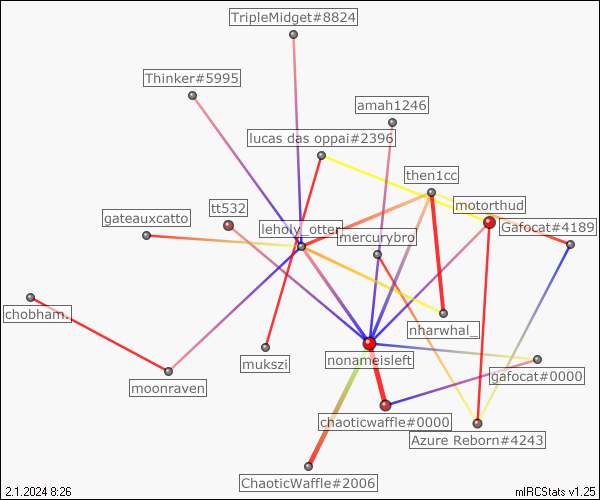 TripleMidget#8824
Thinker#5995
amah1246
lucas das oppai#2396
then1cc
tt532
motorthud
gateauxcatto
leholy_otter
mercurybro
Gafocat#4189
chobham.
nharwhal_
mukszi
nonameisleft
moonraven
gafocat#0000
chaoticwaffle#0000
Azure Reborn#4243
ChaoticWaffle#2006
2.1.2024 8:26
mIRCStats v1.25